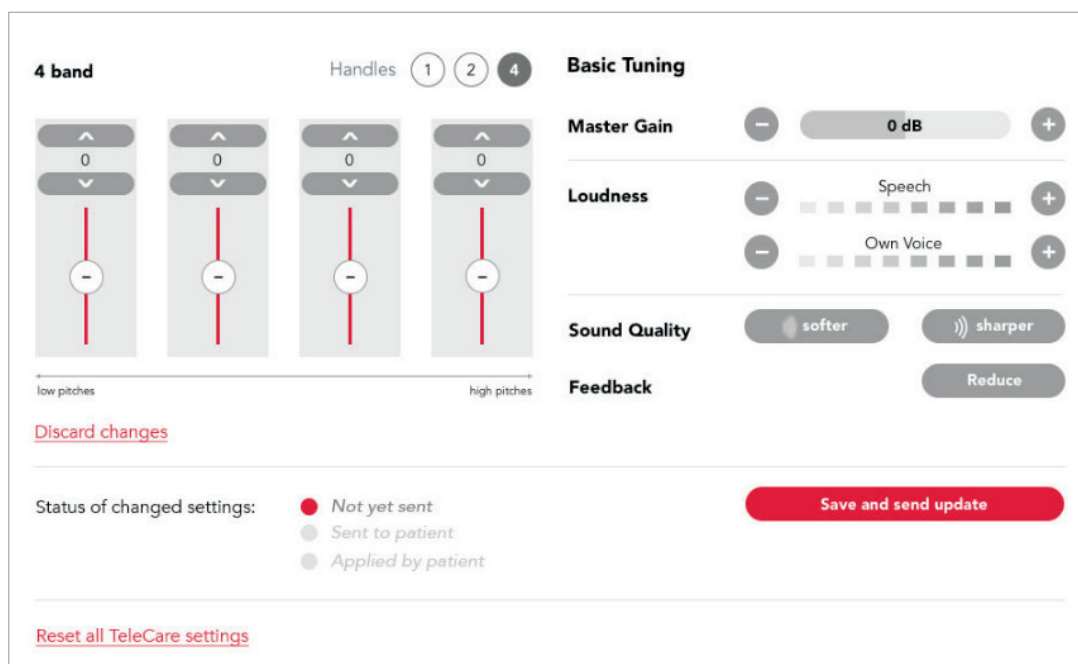 4 band
Handles 1 2 4
0 0 0 0
low pitches high pitches
Discard changes
Basic Tuning
Master Gain 0 dB
Loudness Speech
Own Voice
Sound Quality softer sharper
Feedback Reduce
Status of changed settings: Not yet sent
Sent to patient
Applied by patient
Save and send update
Reset all TeleCare settings